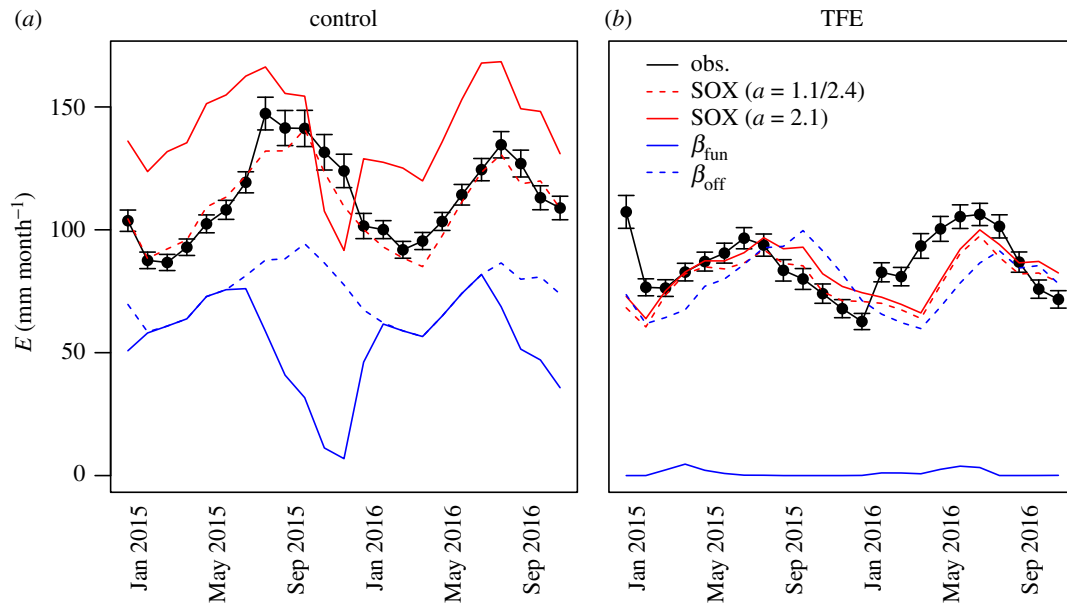 (a) control
(b) TFE
E (mm month⁻¹)
150
100
50
0
obs.
SOX (a = 1.1/2.4)
SOX (a = 2.1)
βfun
βoff
Jan 2015
May 2015
Sep 2015
Jan 2016
May 2016
Sep 2016
Jan 2015
May 2015
Sep 2015
Jan 2016
May 2016
Sep 2016